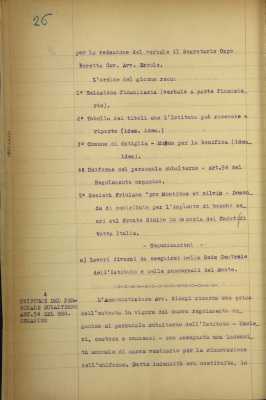 26
per la redazione del verbale il Segretario Capo
Beretta Cav. Avv. Ercole.
L'ordine del giorno reca:
1° Relazione finanziaria (verbale a parte finanzia
rio).
2° Tabella dei titoli che l'Istituto può ricevere a
riporto (idem. idem.)
3° Comune di Ostiglia - Mutuo per la bonifica (idem
idem).
4° Uniforme del personale subalterno - Art.54 del
Regolamento organico.
5° Società Friulana "pro Montibus et silvis - Doman
da di contributo per l'impianto di boschi sa
cri sul Fronte Giulio in memoria dei Caduti
tutta Italia.
- Comunicazioni -
a) Lavori diversi da eseguirsi nella Sede Centrale
dell'Istituto e nella succursale del Monte.
4
UNIFORME DEL PER-
SONALE SUBALTERNO
ART.54 DEL REG.
ORGANICO
L'Amministratore Avv. ricorda che prima
dell'entrata in vigore del nuovo regolamento or
ganico al personale subalterno dell'Istituto - Uscie
ri, custode e commessi - era assegnata una indenni
tà annuale di massa vestiario per la rinnovazione
dell'uniforme. Detta indennità era costituita, in